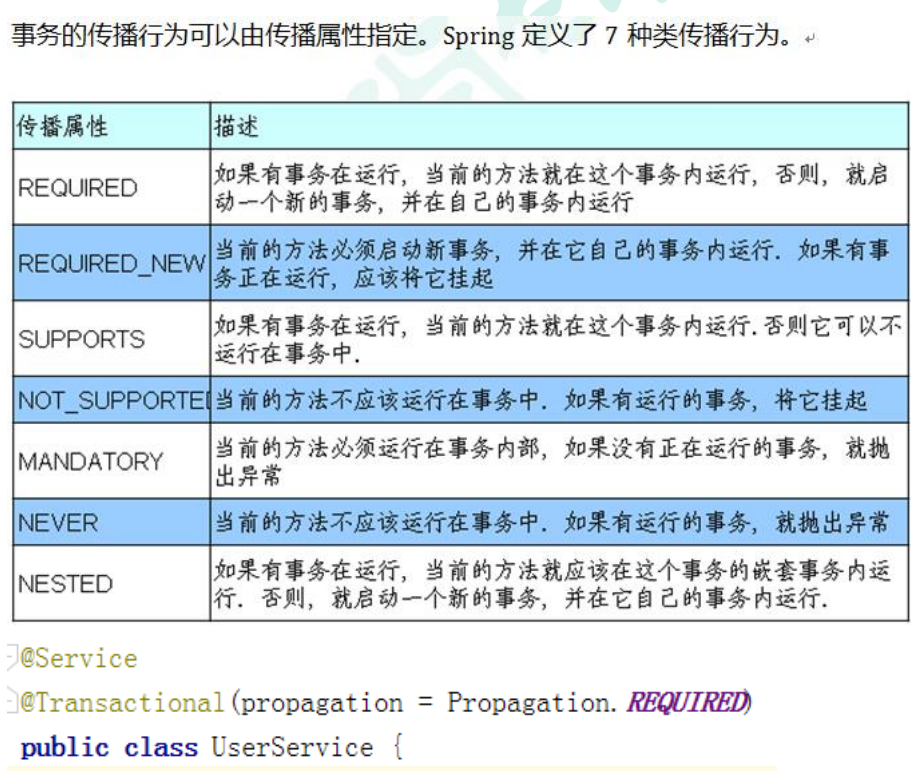 事务的传播行为可以由传播属性指定。Spring 定义了 7 种类传播行为。
传播属性 描述
REQUIRED
如果有事务在运行，当前的方法就在这个事务内运行，否则，就启
动一个新的事务，并在自己的事务内运行
REQUIRED_NEW
当前的方法必须启动新事务，并在它自己的事务内运行．如果有事
务正在运行，应该将它挂起
SUPPORTS
如果有事务在运行，当前的方法就在这个事务内运行．否则它可以不
运行在事务中．
NOT_SUPPORTE 当前的方法不应该运行在事务中．如果有运行的事务，将它挂起
MANDATORY
当前的方法必须运行在事务内部，如果没有正在运行的事务，就抛
出异常
NEVER 当前的方法不应该运行在事务中．如果有运行的事务，就抛出异常
NESTED
如果有事务在运行，当前的方法就应该在这个事务的嵌套事务内运
行．否则，就启动一个新的事务，并在它自己的事务内运行．
@Service
@Transactional(propagation = Propagation.REQUIRED)
public class UserService {